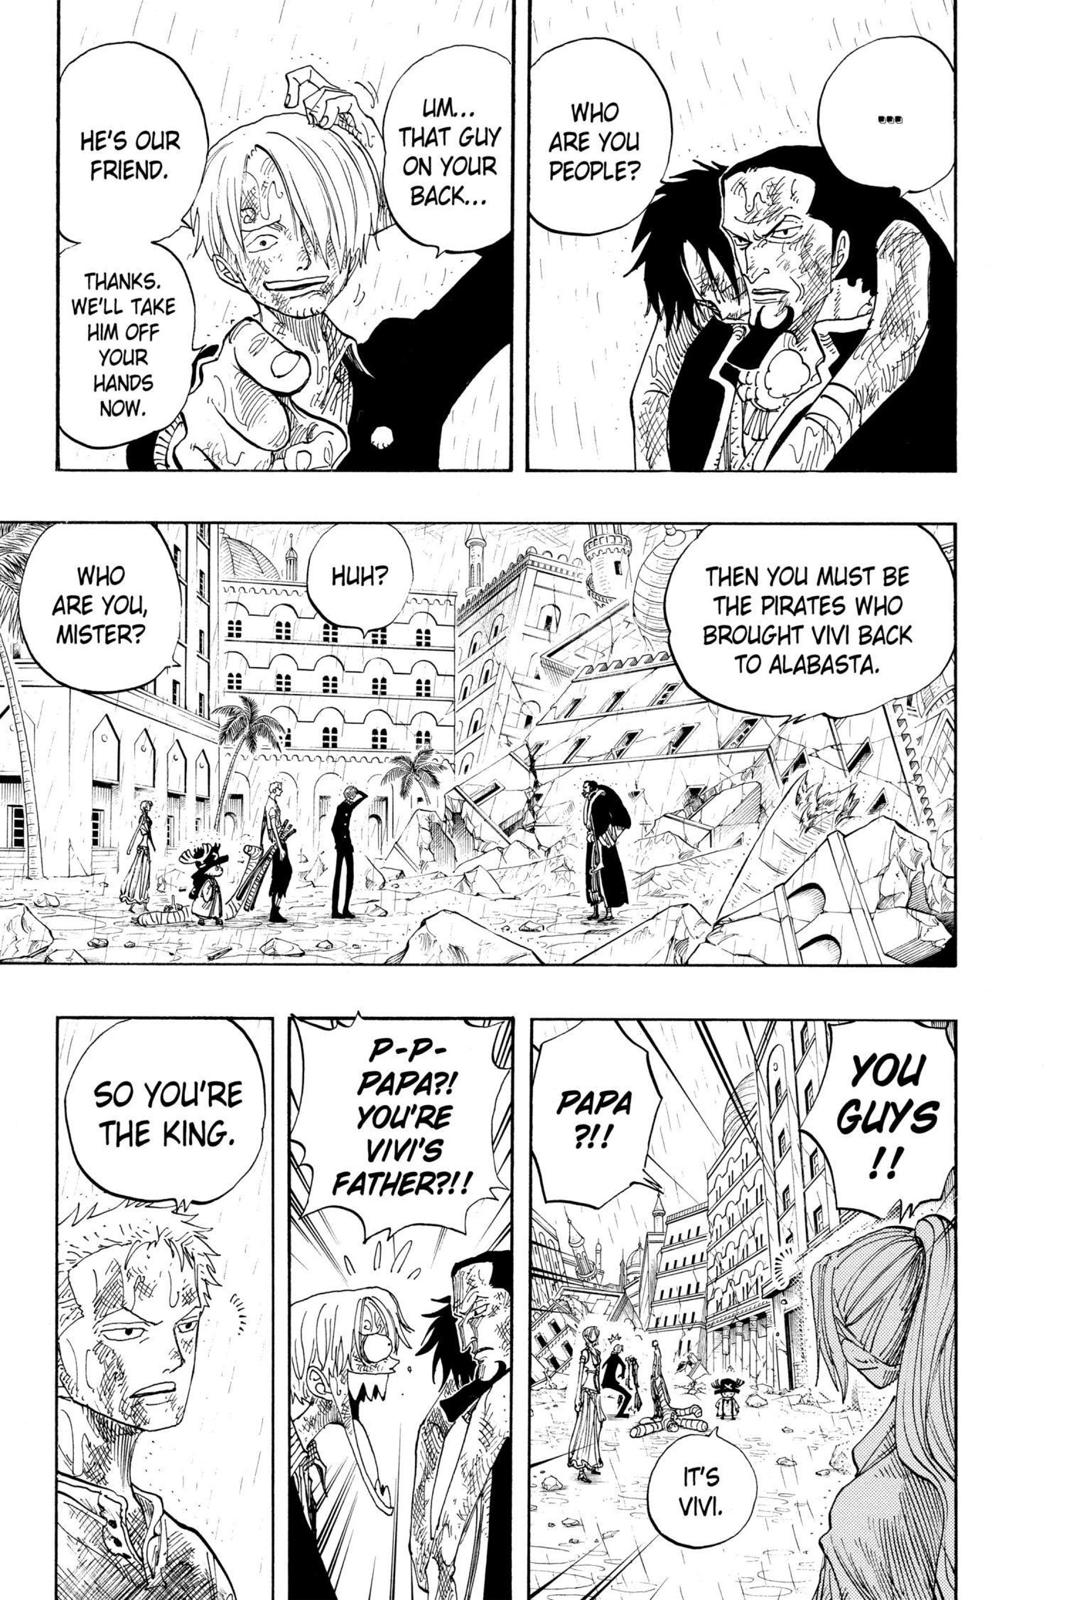 ...
WHO
ARE YOU
PEOPLE?
UM...
THAT GUY
ON YOUR
BACK...
HE'S OUR
FRIEND.
THANKS.
WE'LL TAKE
HIM OFF
YOUR
HANDS
NOW.
THEN YOU MUST BE
THE PIRATES WHO
BROUGHT VIVI BACK
TO ALABASTA.
HUH?
WHO
ARE YOU,
MISTER?
YOU
GUYS
!!
PAPA
?!!
IT'S
VIVI.
P-P-
PAPA?!
YOU'RE
VIVI'S
FATHER?!!
SO YOU'RE
THE KING.